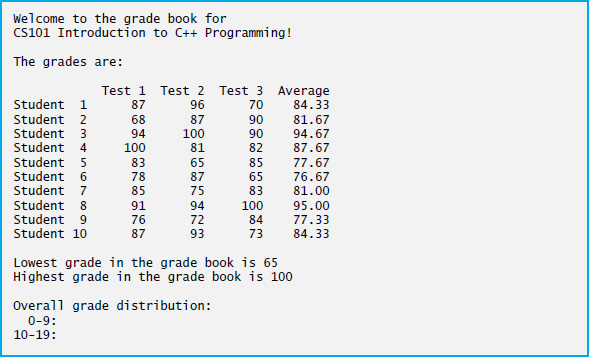 Welcome to the grade book for
CS101 Introduction to C++ Programming!
The grades are:
Test 1 Test 2 Test 3 Average
Student 1 87 96 70 84.33
Student 2 68 87 90 81.67
Student 3 94 100 90 94.67
Student 4 100 81 82 87.67
Student 5 83 65 85 77.67
Student 6 78 87 65 76.67
Student 7 85 75 83 81.00
Student 8 91 94 100 95.00
Student 9 76 72 84 77.33
Student 10 87 93 73 84.33
Lowest grade in the grade book is 65
Highest grade in the grade book is 100
Overall grade distribution:
0-9:
10-19: